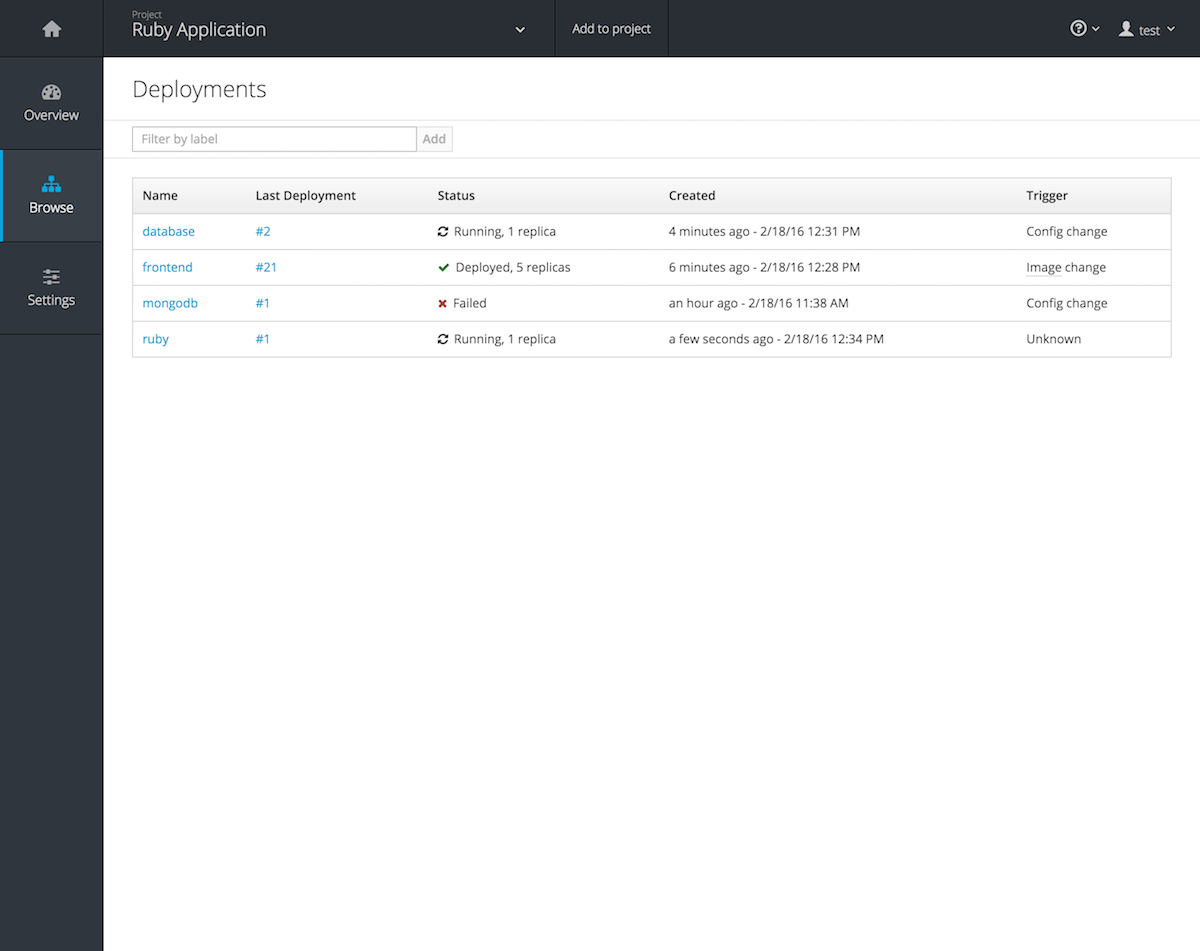 Project
Ruby Application
Add to project
test
Overview
Browse
Settings
Deployments
Filter by label Add
Name Last Deployment Status Created Trigger
database #2 Running, 1 replica 4 minutes ago - 2/18/16 12:31 PM Config change
frontend #21 Deployed, 5 replicas 6 minutes ago - 2/18/16 12:28 PM Image change
mongodb #1 Failed an hour ago - 2/18/16 11:38 AM Config change
ruby #1 Running, 1 replica a few seconds ago - 2/18/16 12:34 PM Unknown